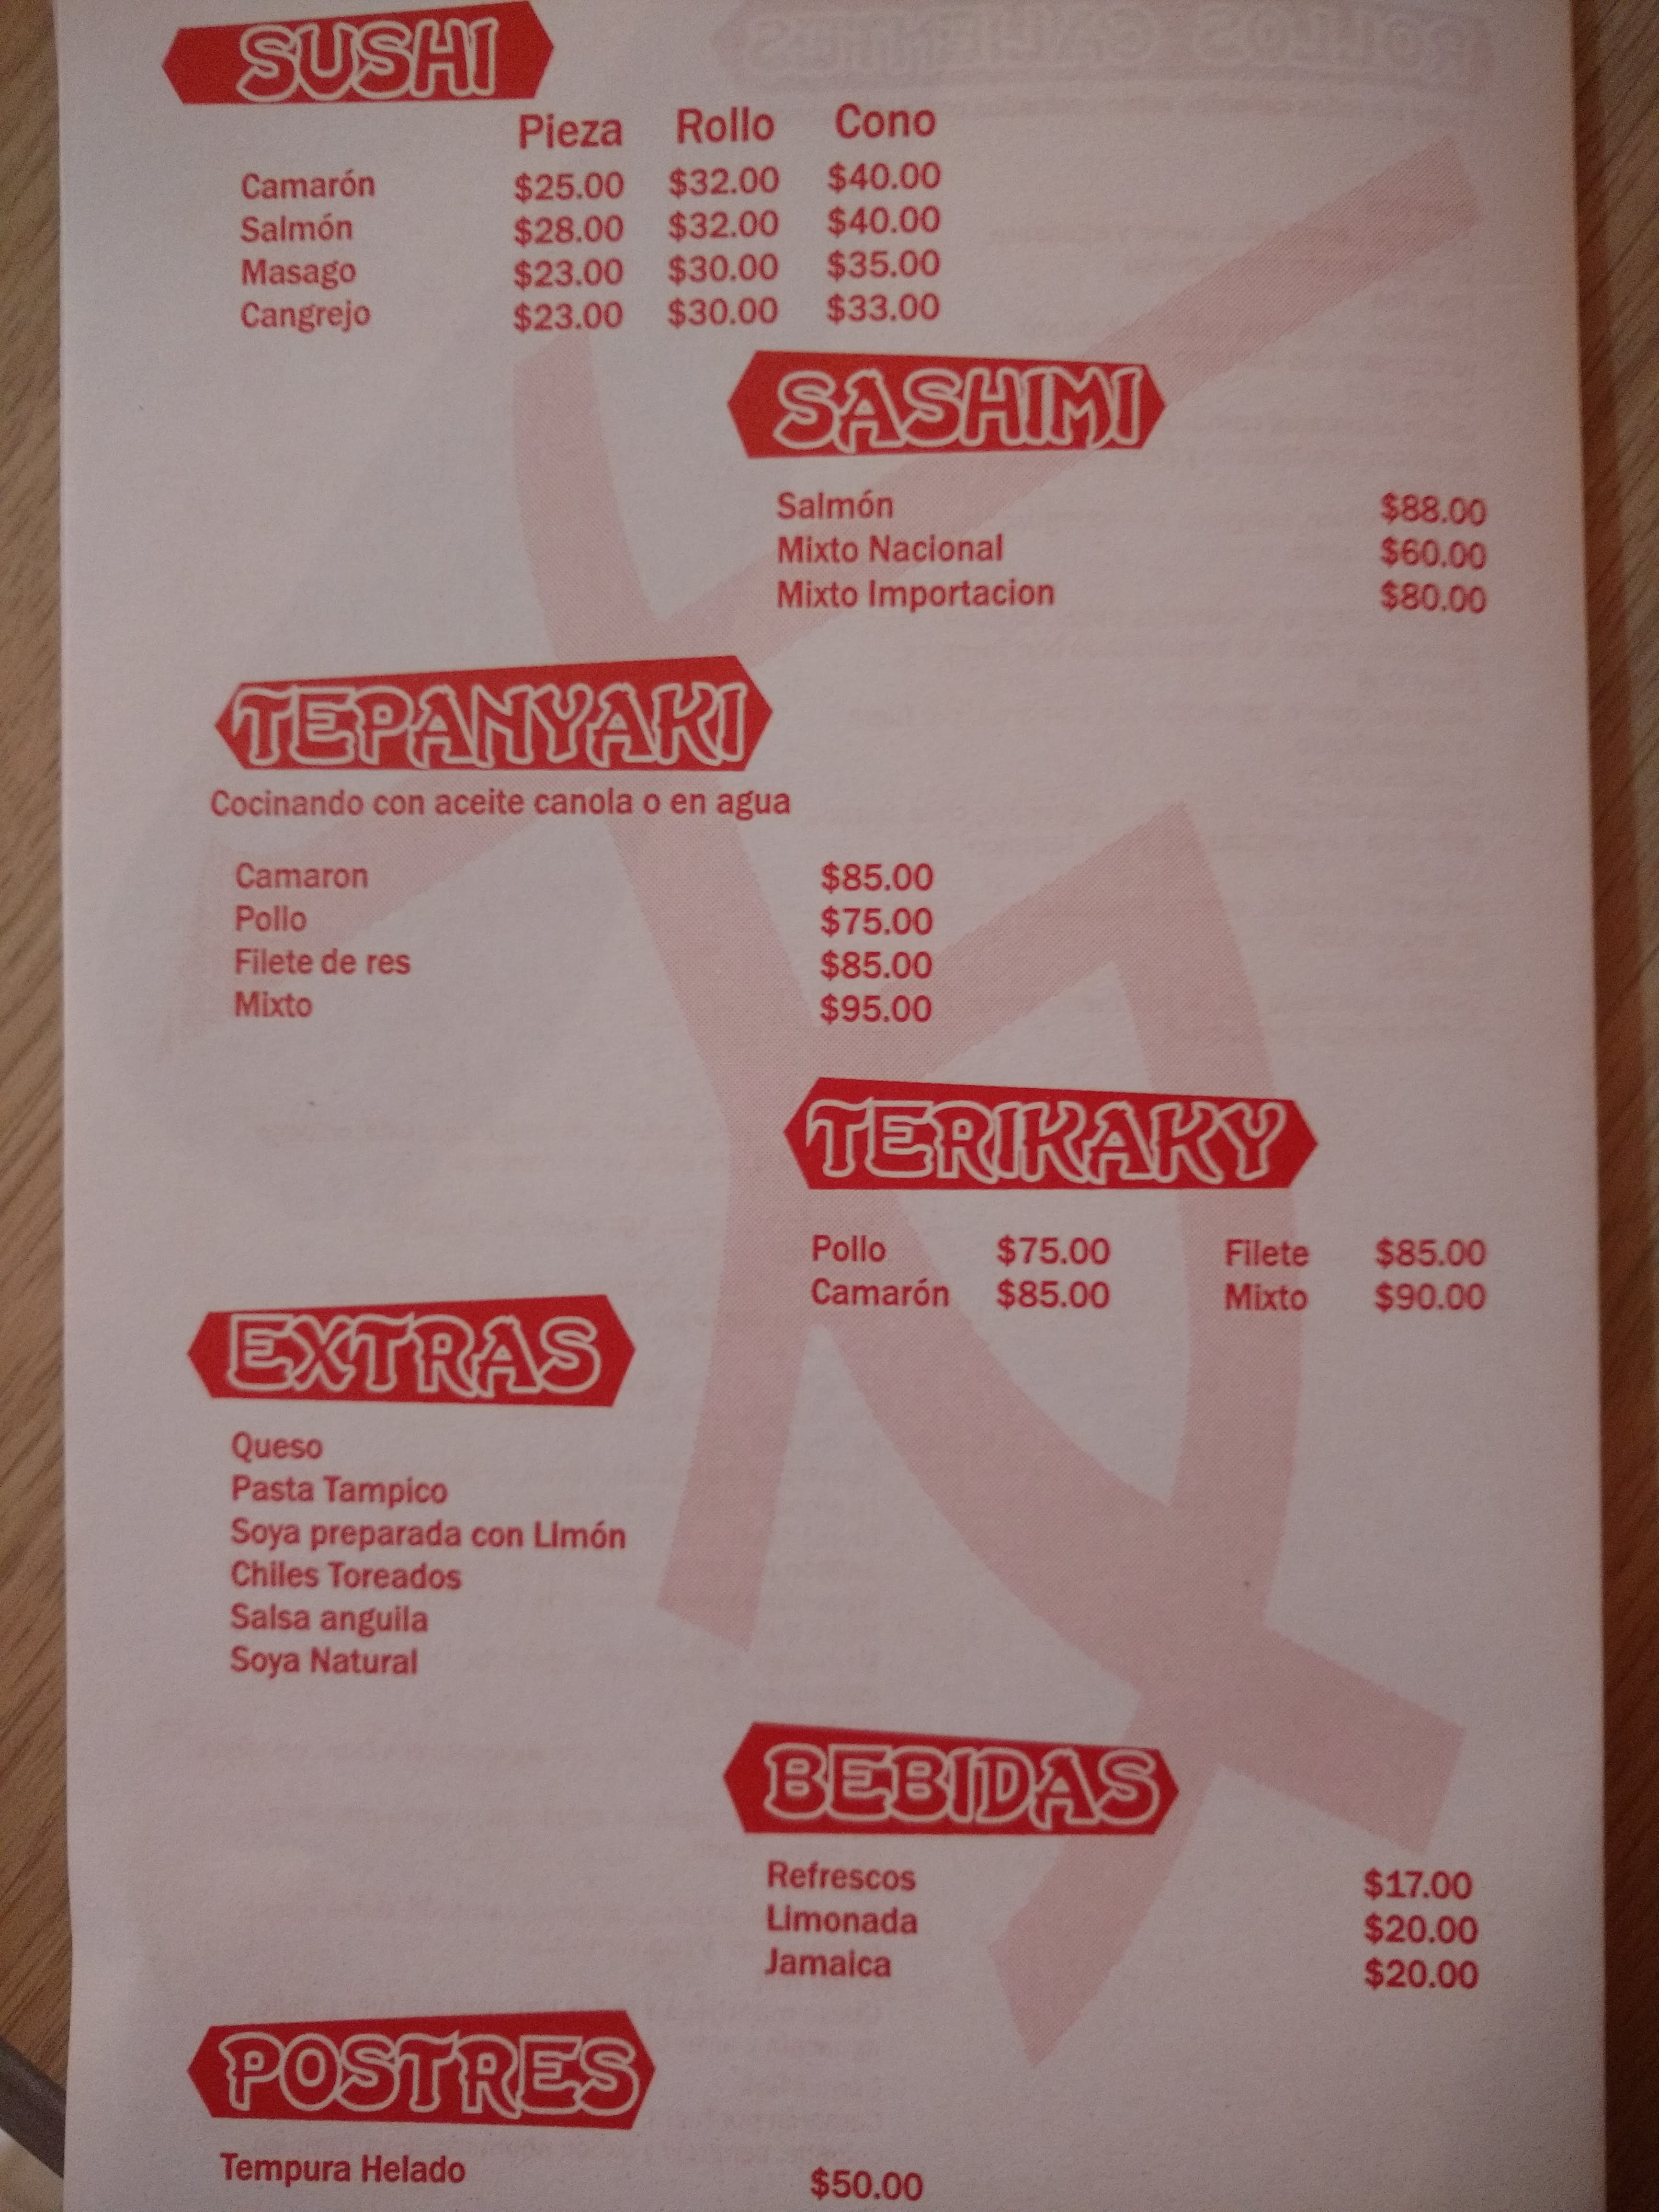 SUSHI
Pieza Rollo Cono
Camarón $25.00 $32.00 $40.00
Salmón $28.00 $32.00 $40.00
Masago $23.00 $30.00 $35.00
Cangrejo $23.00 $30.00 $33.00
SASHIMI
Salmón $88.00
Mixto Nacional $60.00
Mixto Importacion $80.00
TEPANYAKI
Cocinando con aceite canola o en agua
Camaron $85.00
Pollo $75.00
Filete de res $85.00
Mixto $95.00
TERIKAKY
Pollo $75.00 Filete $85.00
Camarón $85.00 Mixto $90.00
EXTRAS
Queso
Pasta Tampico
Soya preparada con Limón
Chiles Toreados
Salsa anguila
Soya Natural
BEBIDAS
Refrescos $17.00
Limonada $20.00
Jamaica $20.00
POSTRES
Tempura Helado $50.00